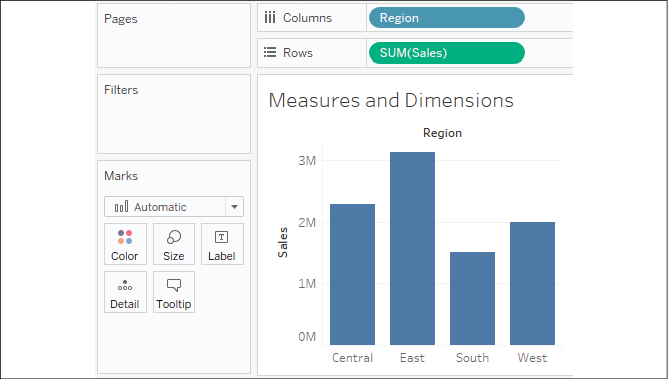 Pages
Columns
Region
Rows
SUM(Sales)
Filters
Marks
Automatic
Color
Size
T
Label
Detail
Tooltip
Measures and Dimensions
Region
Sales
3M
2M
1M
0M
Central East South West